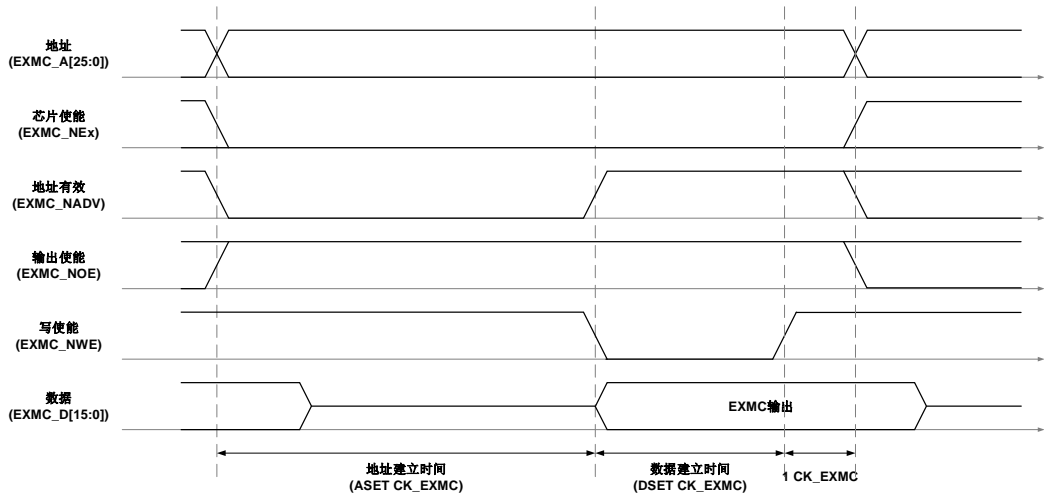 地址
(EXMC_A[25:0])
芯片使能
(EXMC_NEx)
地址有效
(EXMC_NADV)
输出使能
(EXMC_NOE)
写使能
(EXMC_NWE)
数据
(EXMC_D[15:0])
EXMC输出
地址建立时间
(ASET CK_EXMC)
数据建立时间
(DSET CK_EXMC)
1 CK_EXMC